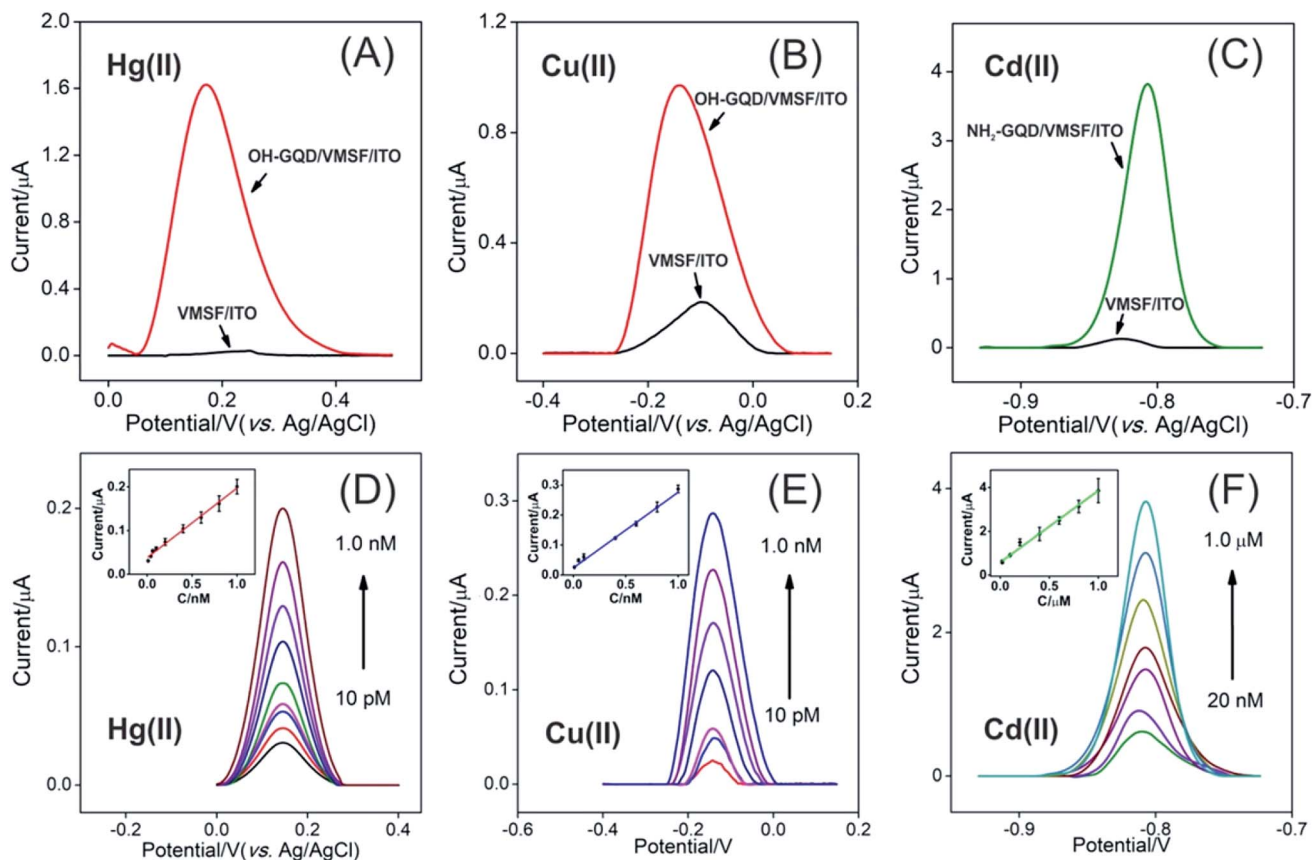 (A)
Hg(II)
OH-GQD/VMSF/ITO
VMSF/ITO
Current/μA
2.0
1.6
1.2
0.8
0.4
0.0
0.0 0.2 0.4
Potential/V(vs. Ag/AgCl)
(B)
Cu(II)
OH-GQD/VMSF/ITO
VMSF/ITO
Current/μA
1.2
0.8
0.4
0.0
-0.4 -0.2 0.0 0.2
Potential/V(vs. Ag/AgCl)
(C)
Cd(II)
NH₂-GQD/VMSF/ITO
VMSF/ITO
Current/μA
4
3
2
1
0
-0.9 -0.8 -0.7
Potential/V(vs. Ag/AgCl)
(D)
Current/μA
0.2
0.1
0.0
Current/μA
0.2
0.1
0.1
0.0
0.0 0.5 1.0
C/nM
1.0 nM
10 pM
Hg(II)
-0.2 0.0 0.2 0.4
Potential/V(vs. Ag/AgCl)
(E)
Current/μA
0.3
0.2
0.1
0.0
Current/μA
0.3
0.2
0.1
0.0
0.0 0.5 1.0
C/nM
1.0 nM
10 pM
Cu(II)
-0.6 -0.4 -0.2 0.0 0.2
Potential/V
(F)
Current/μA
4
2
0
Current/μA
4
2
0
0.0 0.5 1.0
C/μM
1.0 μM
20 nM
Cd(II)
-0.9 -0.8 -0.7
Potential/V